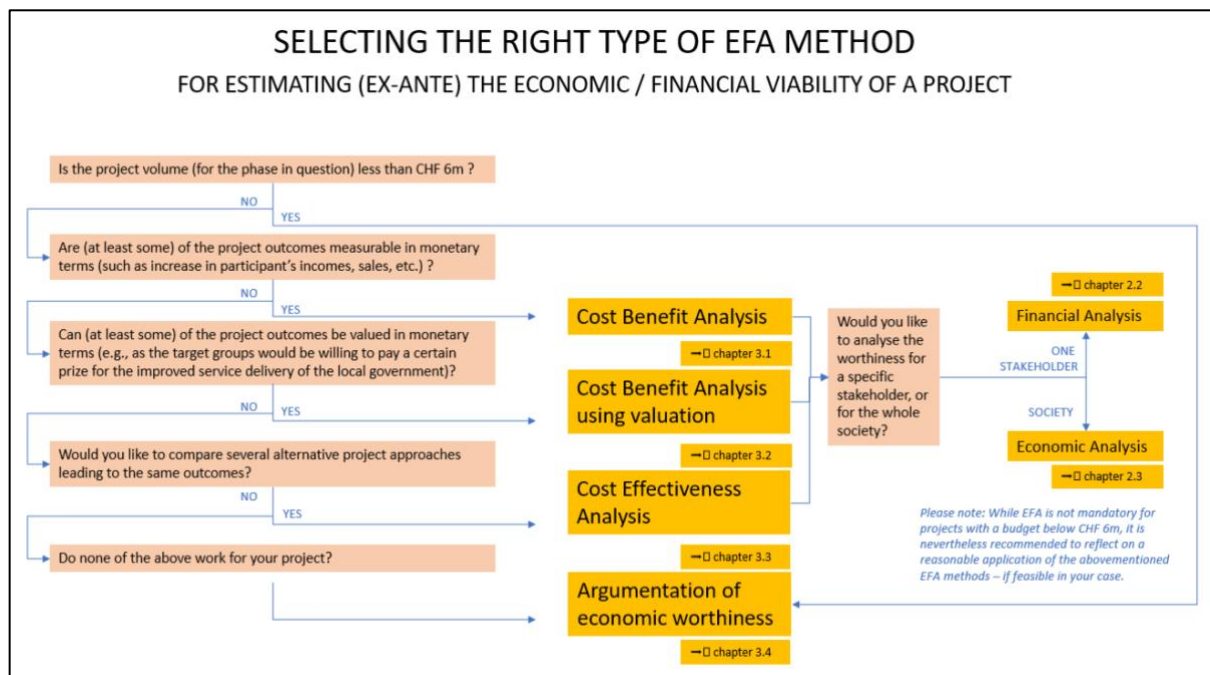 SELECTING THE RIGHT TYPE OF EFA METHOD
FOR ESTIMATING (EX-ANTE) THE ECONOMIC / FINANCIAL VIABILITY OF A PROJECT
Is the project volume (for the phase in question) less than CHF 6m ?
NO
YES
Are (at least some) of the project outcomes measurable in monetary
terms (such as increase in participant's incomes, sales, etc.) ?
NO
YES
Can (at least some) of the project outcomes be valued in monetary
terms (e.g., as the target groups would be willing to pay a certain
prize for the improved service delivery of the local government)?
NO
YES
Would you like to compare several alternative project approaches
leading to the same outcomes?
NO
YES
Do none of the above work for your project?
Cost Benefit Analysis
→□ chapter 3.1
Cost Benefit Analysis
using valuation
→□ chapter 3.2
Cost Effectiveness
Analysis
→□ chapter 3.3
Argumentation of
economic worthiness
→□ chapter 3.4
Would you like
to analyse the
worthiness for
a specific
stakeholder, or
for the whole
society?
→□ chapter 2.2
Financial Analysis
ONE
STAKEHOLDER
SOCIETY
Economic Analysis
→□ chapter 2.3
Please note: While EFA is not mandatory for
projects with a budget below CHF 6m, it is
nevertheless recommended to reflect on a
reasonable application of the abovementioned
EFA methods – if feasible in your case.